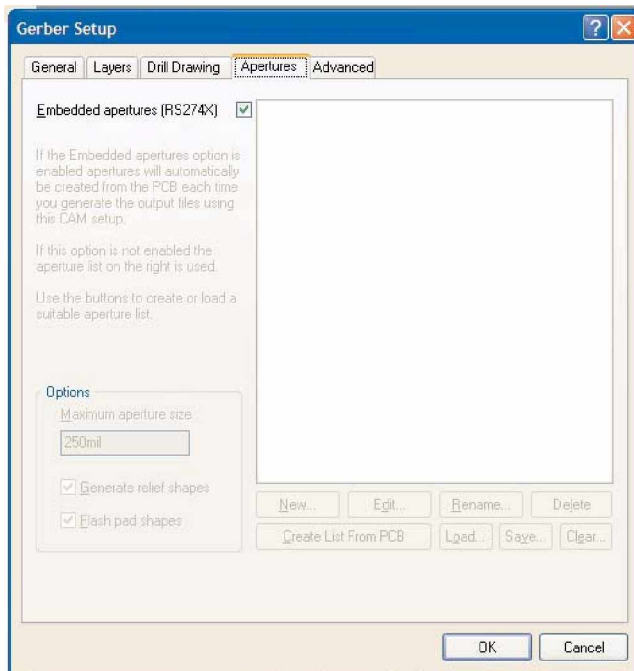 Gerber Setup
General Layers Drill Drawing Apertures Advanced
Embedded apertures (RS274X)
If the Embedded apertures option is
enabled apertures will automatically
be created from the PCB each time
you generate the output files using
this CAM setup.
If this option is not enabled the
aperture list on the right is used.
Use the buttons to create or load a
suitable aperture list.
Options
Maximum aperture size
250mil
Generate relief shapes
Flash pad shapes
New... Edit... Rename... Delete
Create List From PCB Load... Save... Clear...
OK Cancel